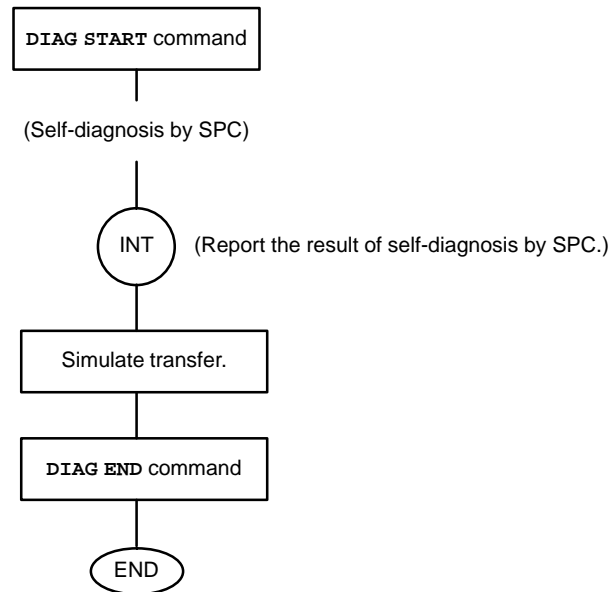 DIAG START command
(Self-diagnosis by SPC)
INT
(Report the result of self-diagnosis by SPC.)
Simulate transfer.
DIAG END command
END